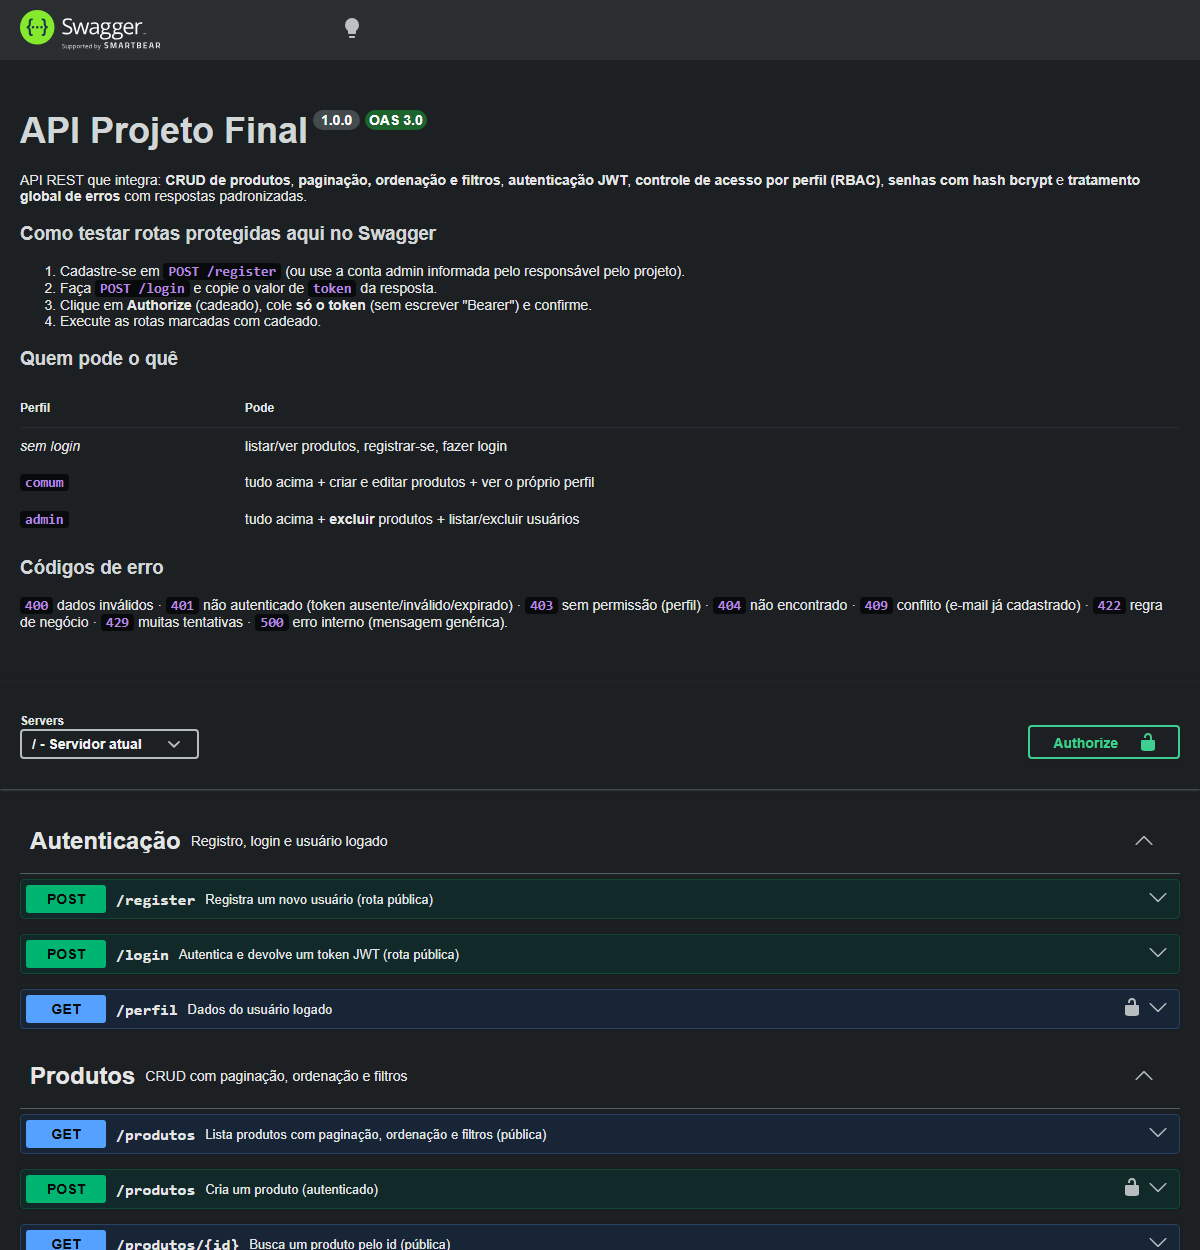 Swagger
Supported by SMARTBEAR
API Projeto Final 1.0.0 OAS 3.0
API REST que integra: CRUD de produtos, paginação, ordenação e filtros, autenticação JWT, controle de acesso por perfil (RBAC), senhas com hash bcrypt e tratamento
global de erros com respostas padronizadas.
Como testar rotas protegidas aqui no Swagger
1. Cadastre-se em POST /register (ou use a conta admin informada pelo responsável pelo projeto).
2. Faça POST /login e copie o valor de token da resposta.
3. Clique em Authorize (cadeado), cole só o token (sem escrever "Bearer") e confirme.
4. Execute as rotas marcadas com cadeado.
Quem pode o quê
Perfil Pode
sem login listar/ver produtos, registrar-se, fazer login
comum tudo acima + criar e editar produtos + ver o próprio perfil
admin tudo acima + excluir produtos + listar/excluir usuários
Códigos de erro
400 dados inválidos · 401 não autenticado (token ausente/inválido/expirado) · 403 sem permissão (perfil) · 404 não encontrado · 409 conflito (e-mail já cadastrado) · 422 regra
de negócio · 429 muitas tentativas · 500 erro interno (mensagem genérica).
Servers
/ - Servidor atual
Authorize
Autenticação Registro, login e usuário logado
POST /register Registra um novo usuário (rota pública)
POST /login Autentica e devolve um token JWT (rota pública)
GET /perfil Dados do usuário logado
Produtos CRUD com paginação, ordenação e filtros
GET /produtos Lista produtos com paginação, ordenação e filtros (pública)
POST /produtos Cria um produto (autenticado)
GET /produtos/{id} Busca um produto pelo id (pública)